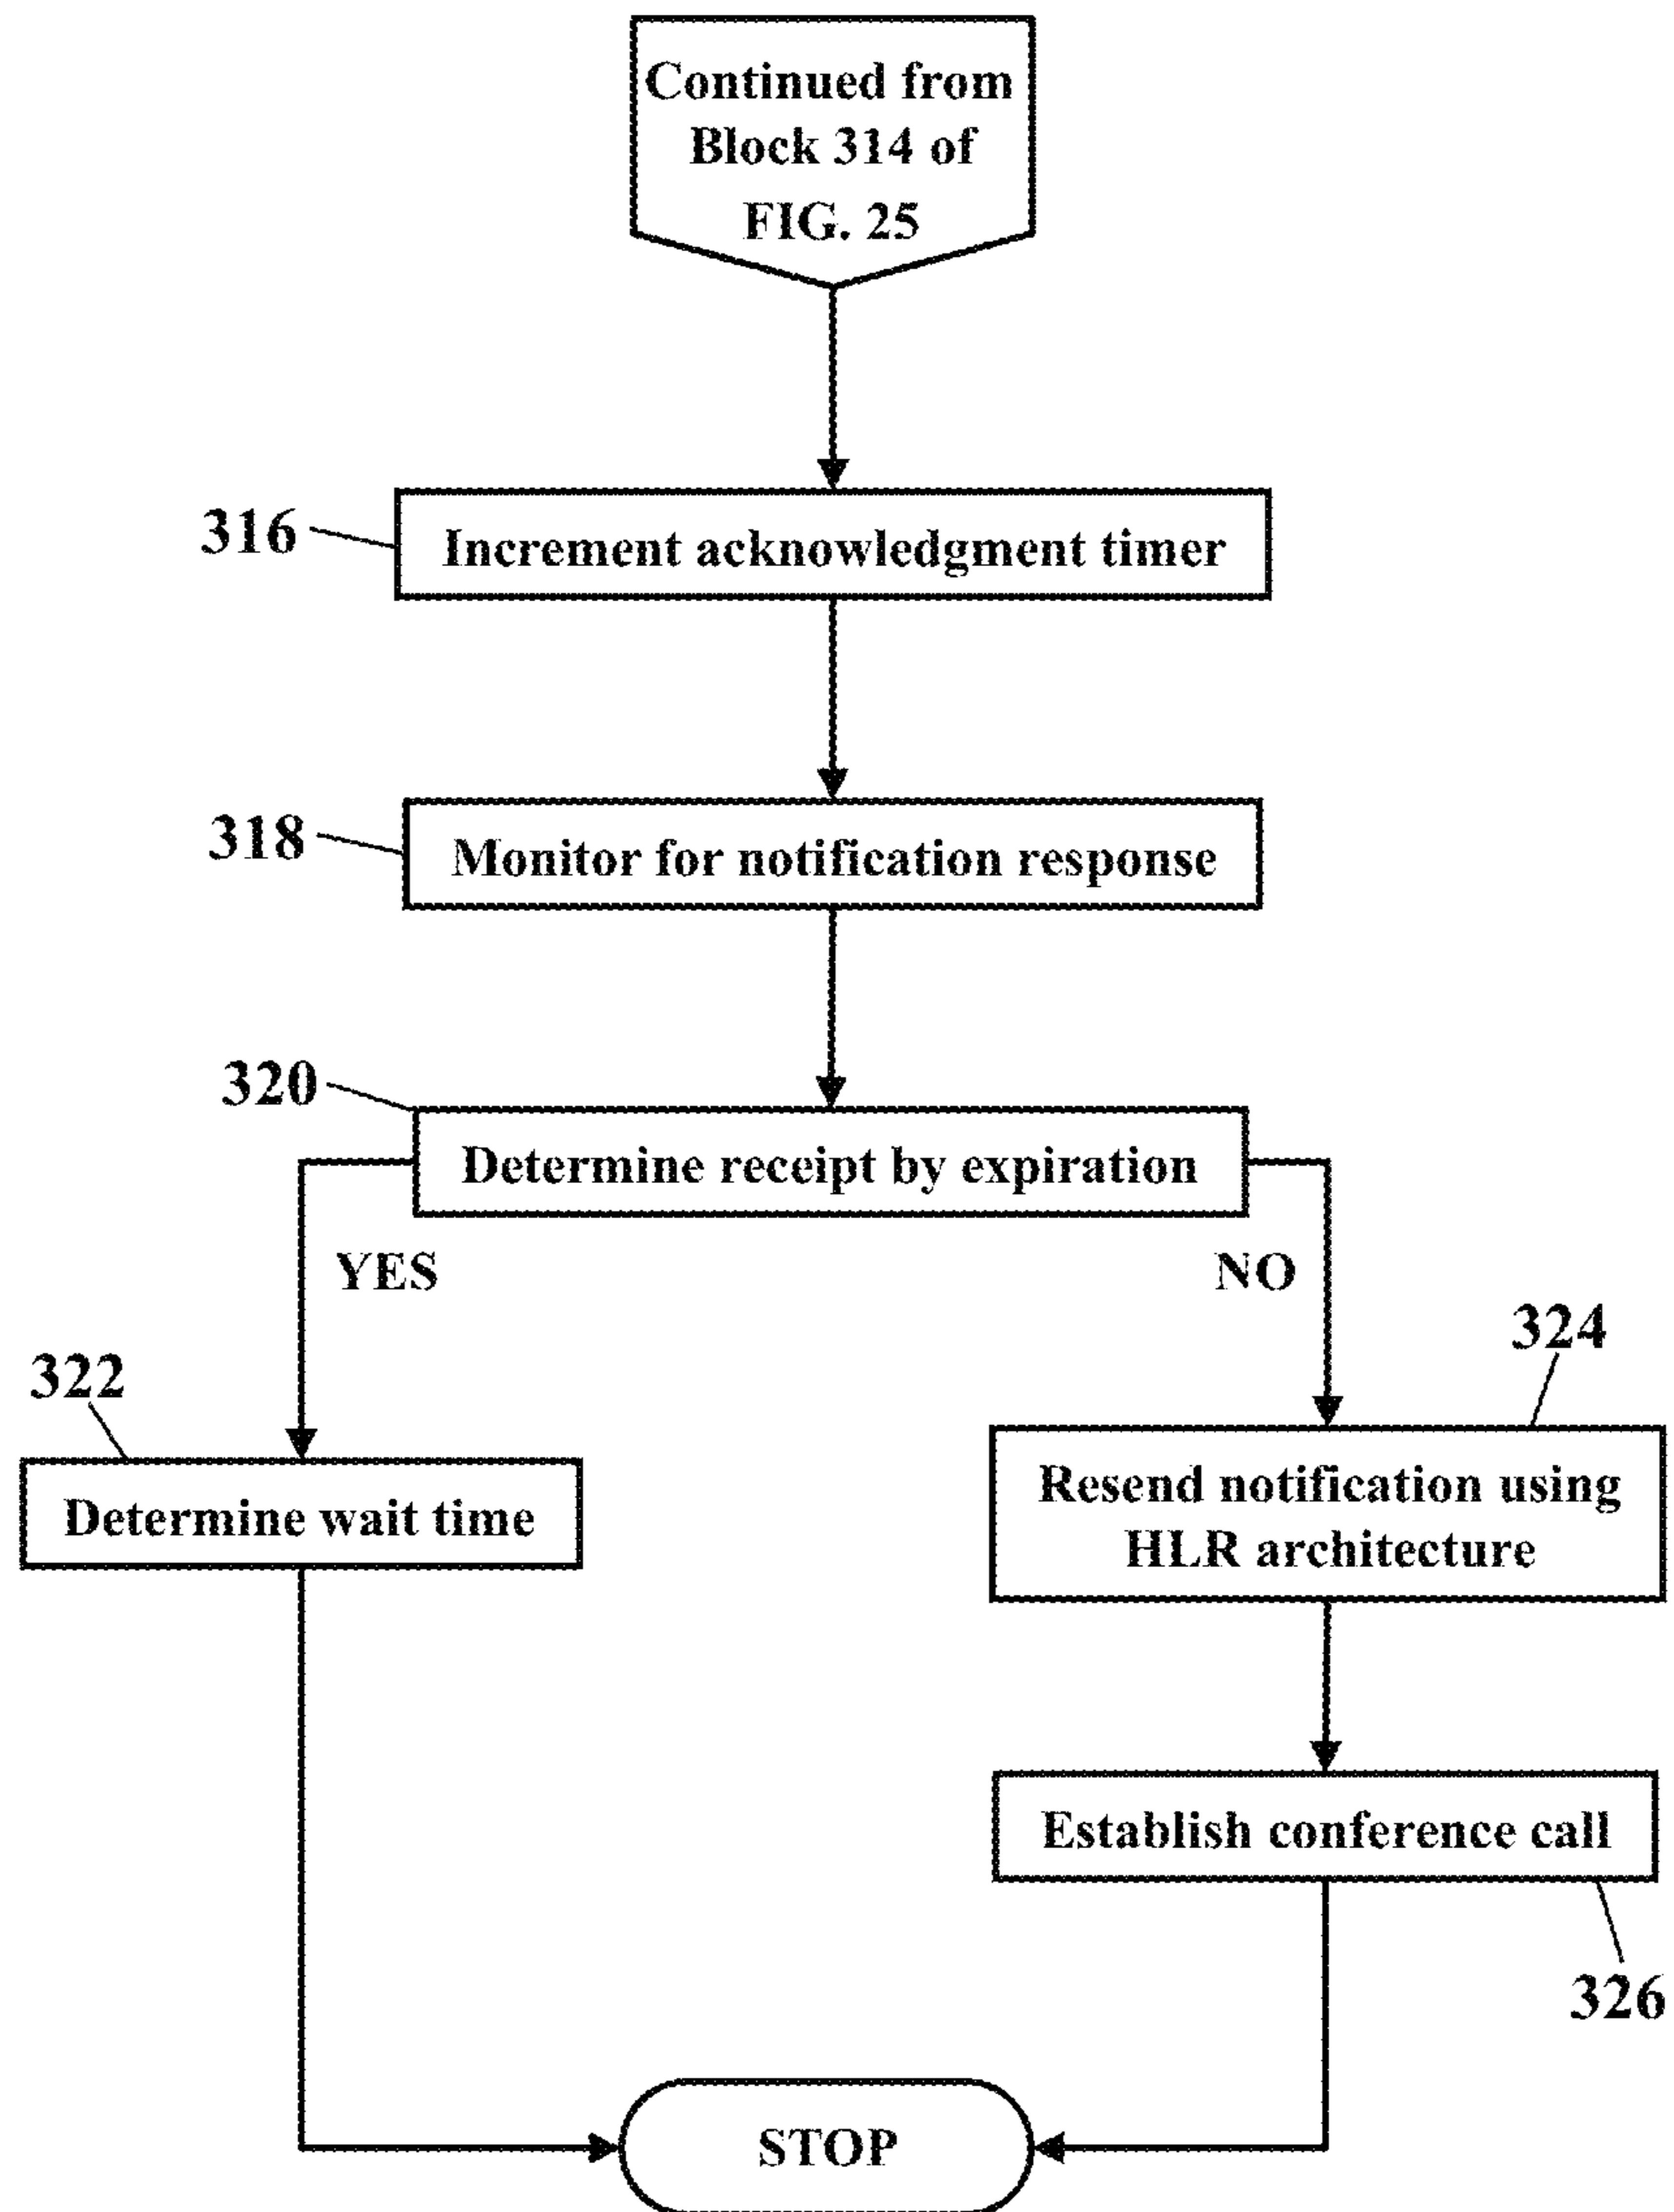 Continued from
Block 314 of
FIG. 25
316
Increment acknowledgment timer
318
Monitor for notification response
320
Determine receipt by expiration
YES
NO
324
322
Resend notification using
HLR architecture
Determine wait time
Establish conference call
326
STOP